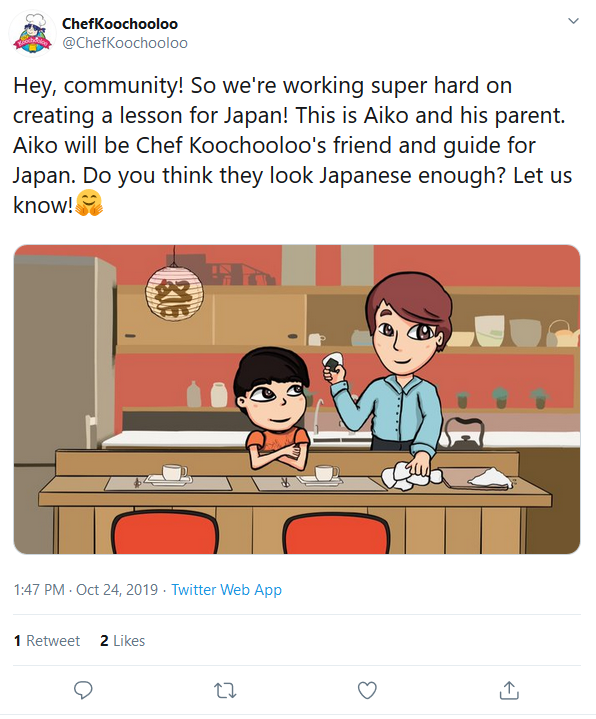 ChefKoochooloo
@ChefKoochooloo
Hey, community! So we're working super hard on
creating a lesson for Japan! This is Aiko and his parent.
Aiko will be Chef Koochooloo's friend and guide for
Japan. Do you think they look Japanese enough? Let us
know!🤗
祭
1:47 PM · Oct 24, 2019 · Twitter Web App
1 Retweet 2 Likes